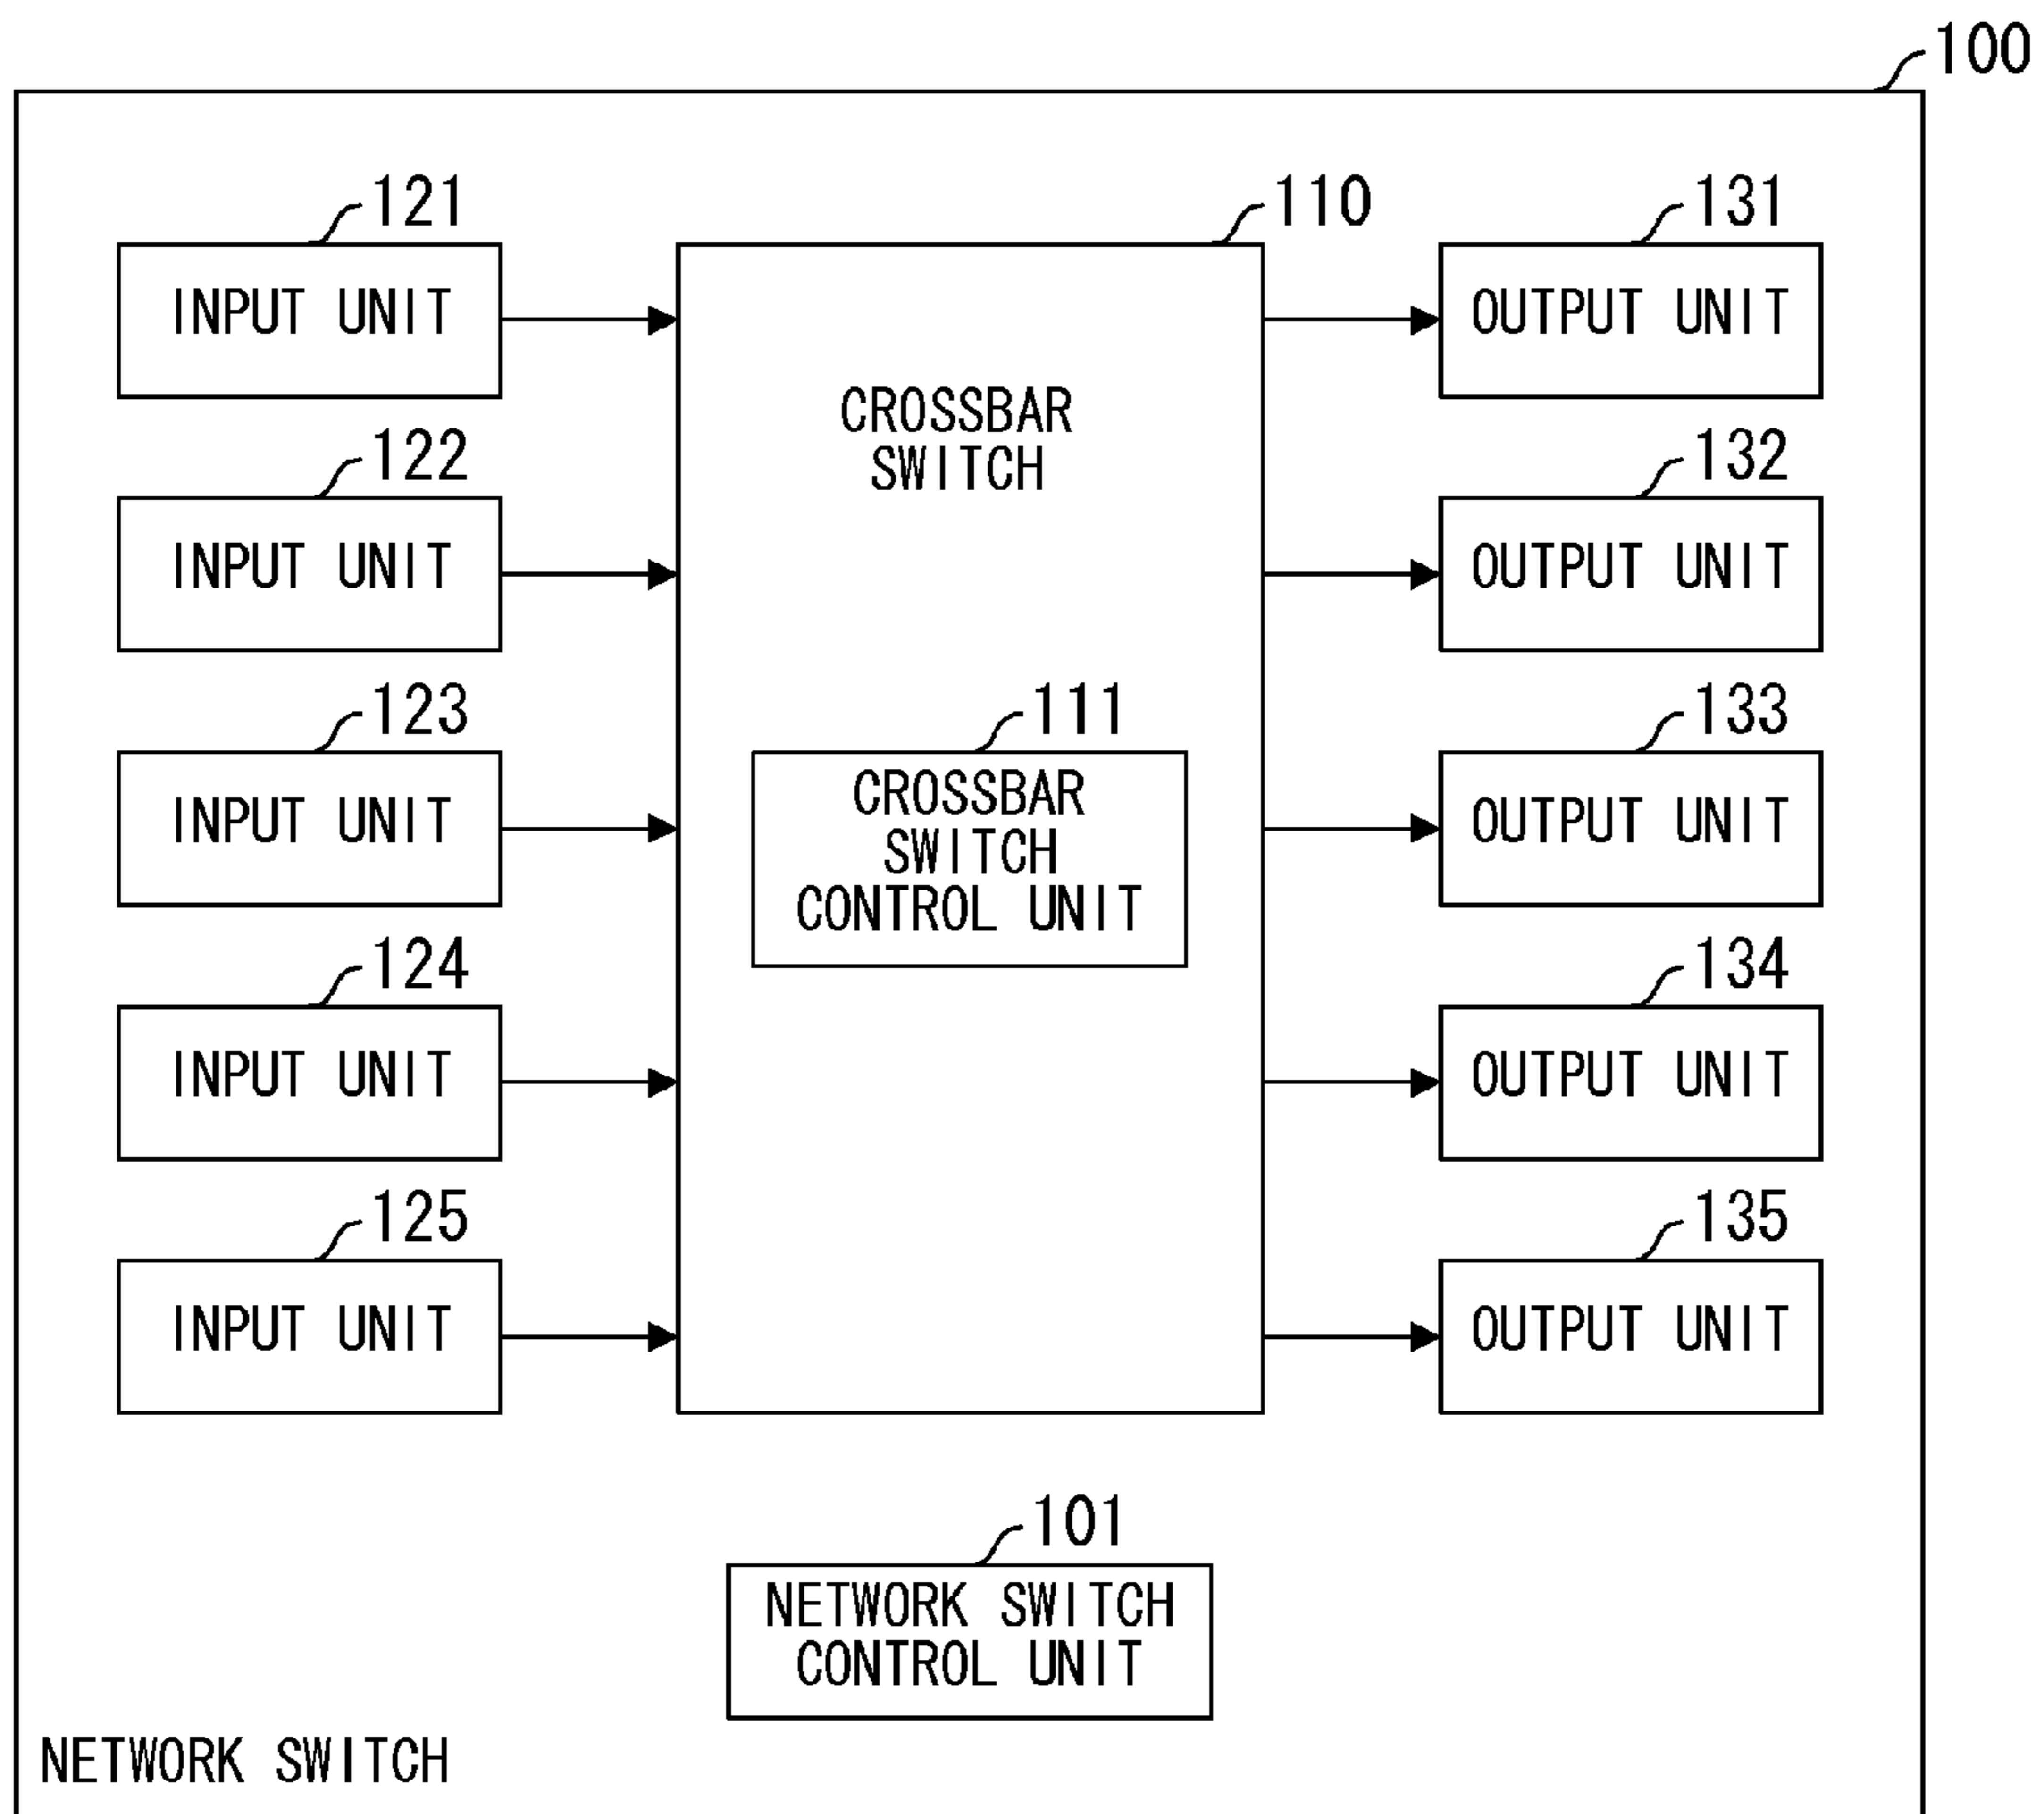 100
121
110
131
INPUT UNIT
OUTPUT UNIT
CROSSBAR
SWITCH
122
132
INPUT UNIT
OUTPUT UNIT
123
111
133
INPUT UNIT
CROSSBAR
SWITCH
CONTROL UNIT
OUTPUT UNIT
124
134
INPUT UNIT
OUTPUT UNIT
125
135
INPUT UNIT
OUTPUT UNIT
101
NETWORK SWITCH
CONTROL UNIT
NETWORK SWITCH